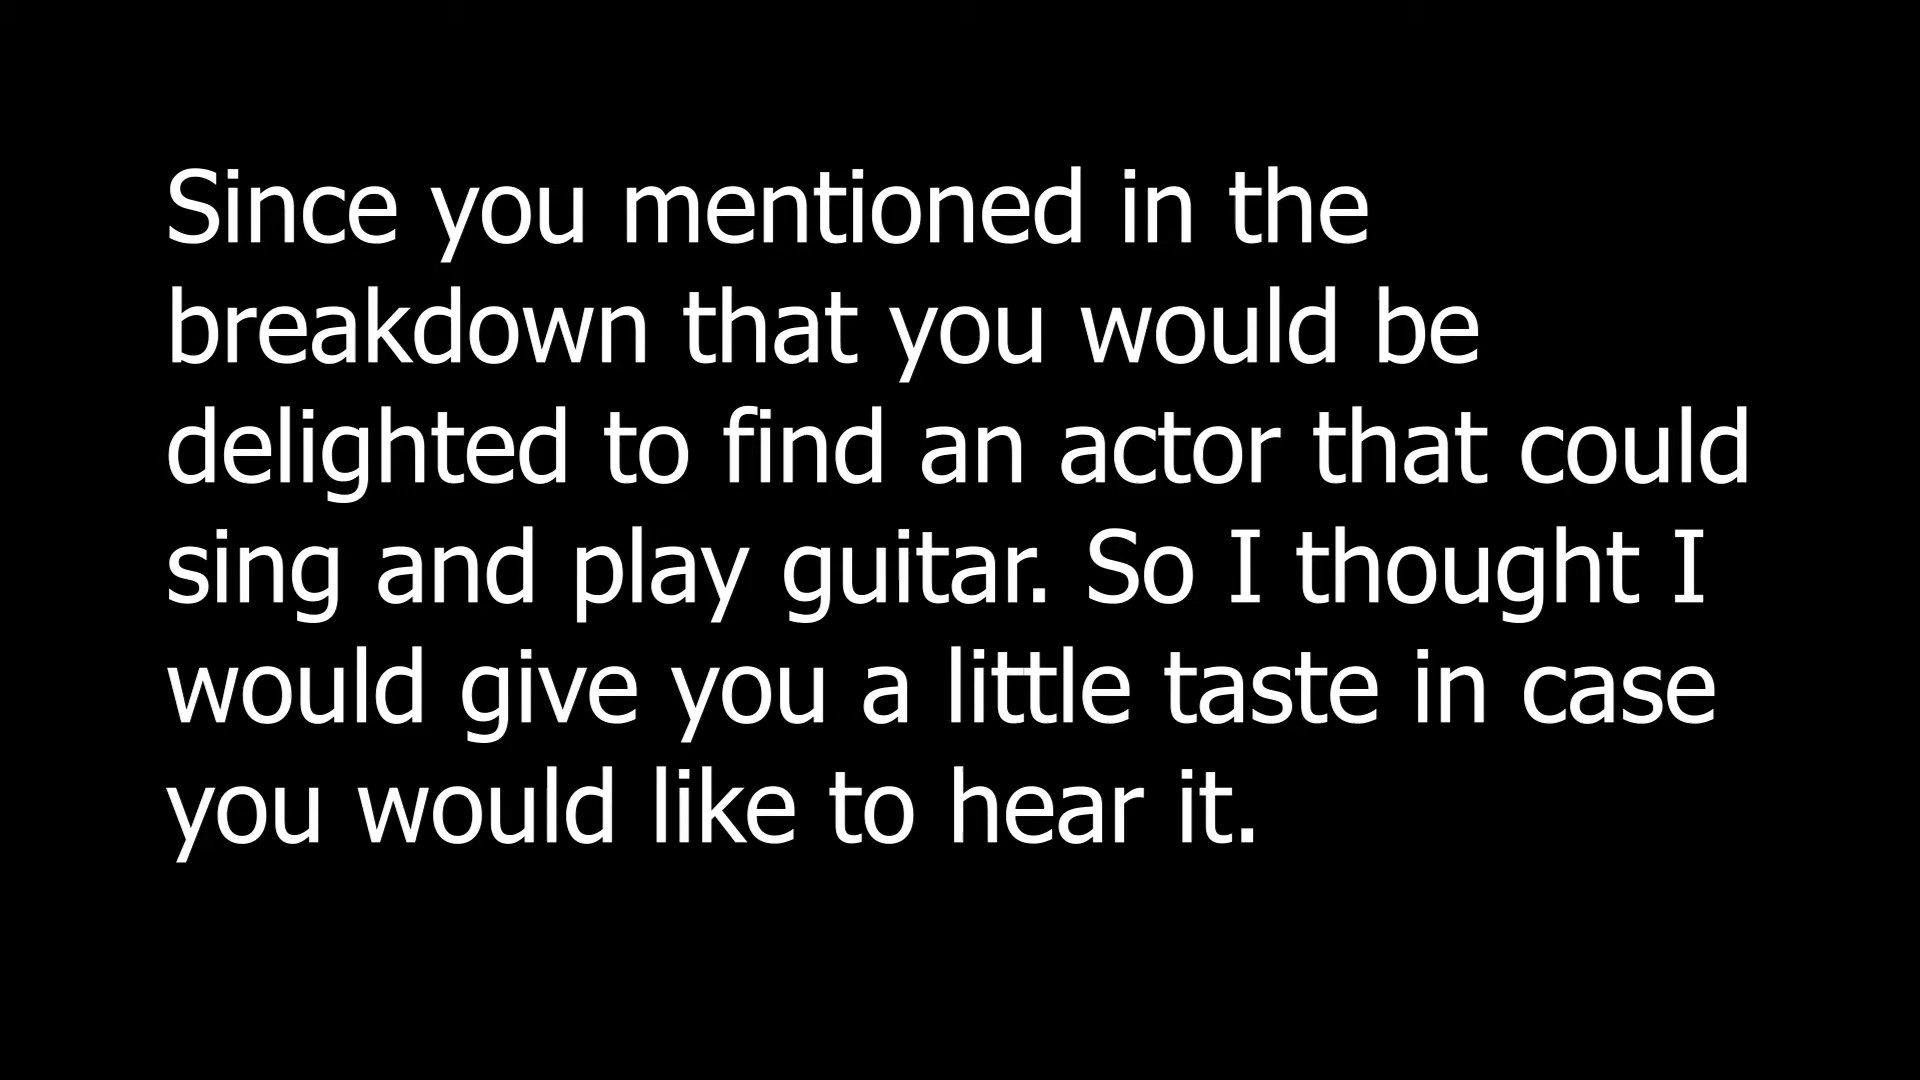 Since you mentioned in the
breakdown that you would be
delighted to find an actor that could
sing and play guitar. So I thought I
would give you a little taste in case
you would like to hear it.